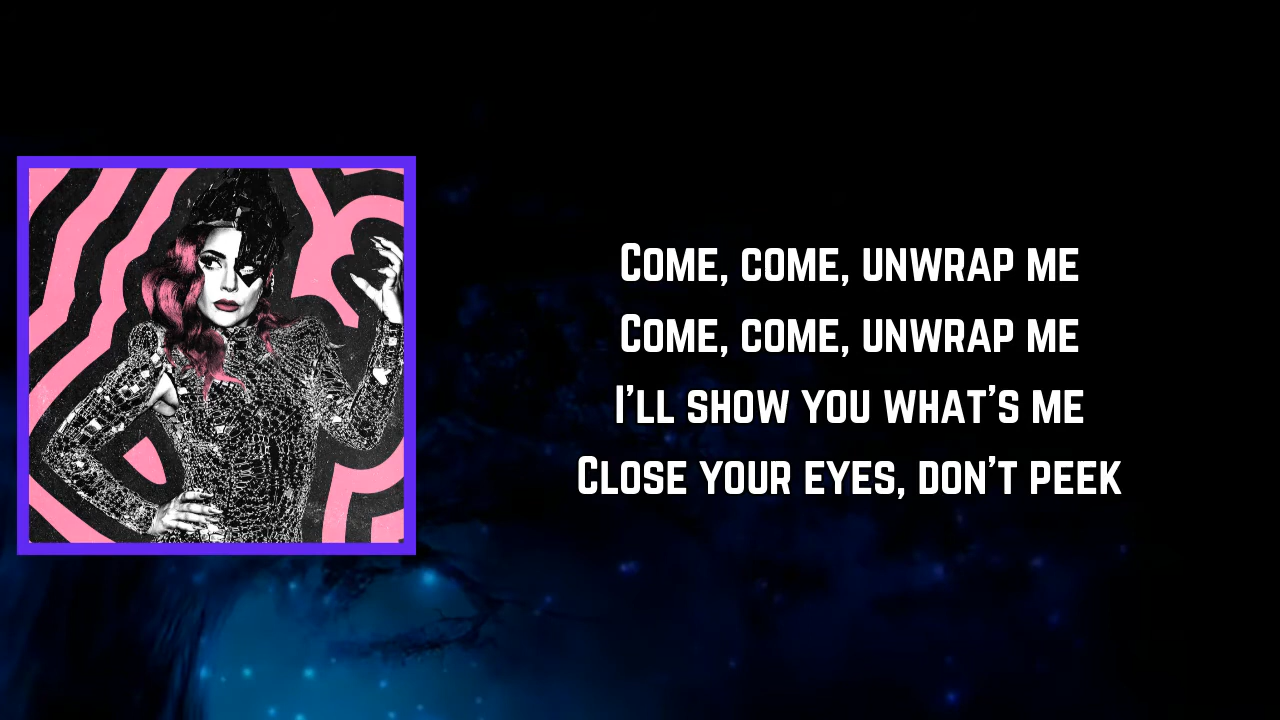 Come, come, unwrap me
Come, come, unwrap me
I'll show you what's me
Close your eyes, don't peek